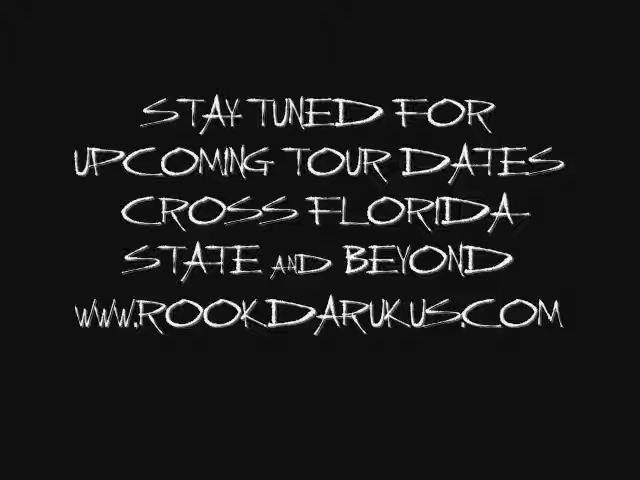 STAY TUNED FOR
UPCOMING TOUR DATES
CROSS FLORIDA
STATE AND BEYOND
WWW.ROOKDARUKUS.COM